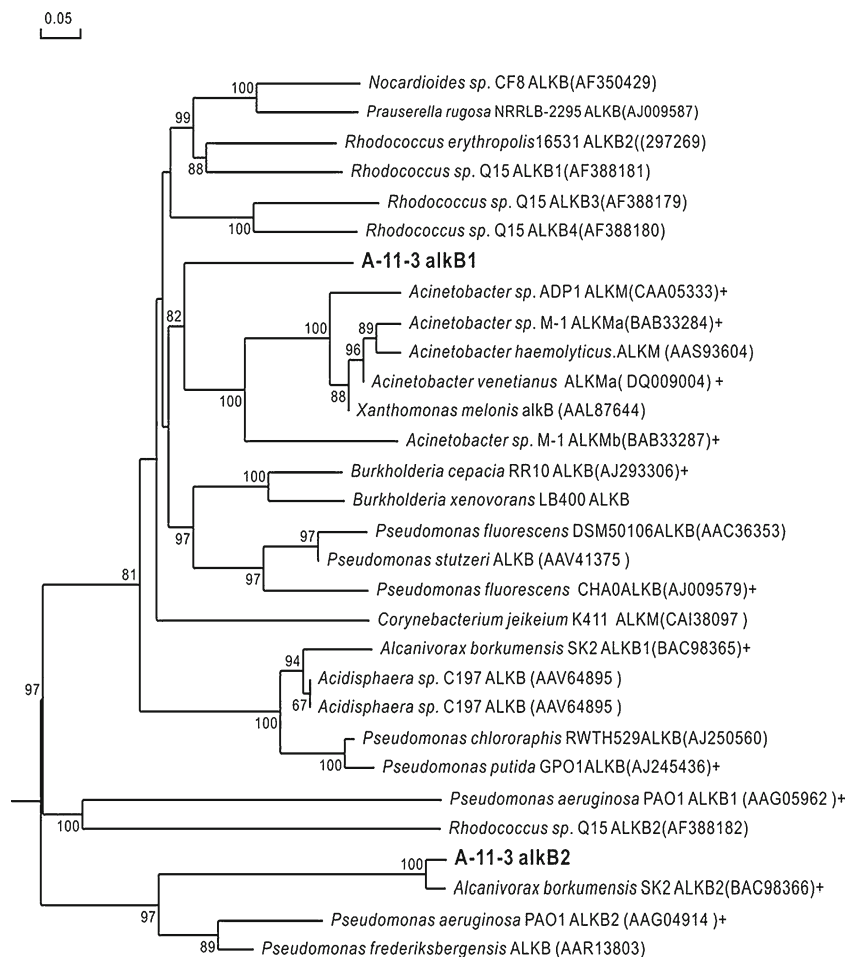 0.05
100 Nocardioides sp. CF8 ALKB(AF350429)
Prauserella rugosa NRRLB-2295 ALKB(AJ009587)
99
Rhodococcus erythropolis16531 ALKB2((297269)
88 Rhodococcus sp. Q15 ALKB1(AF388181)
Rhodococcus sp. Q15 ALKB3(AF388179)
100 Rhodococcus sp. Q15 ALKB4(AF388180)
A-11-3 alkB1
Acinetobacter sp. ADP1 ALKM(CAA05333)+
82
100
89 Acinetobacter sp. M-1 ALKMa(BAB33284)+
96 Acinetobacter haemolyticus.ALKM (AAS93604)
Acinetobacter venetianus ALKMa( DQ009004) +
88
100
Xanthomonas melonis alkB (AAL87644)
Acinetobacter sp. M-1 ALKMb(BAB33287)+
100 Burkholderia cepacia RR10 ALKB(AJ293306)+
Burkholderia xenovorans LB400 ALKB
97
97 Pseudomonas fluorescens DSM50106ALKB(AAC36353)
Pseudomonas stutzeri ALKB (AAV41375 )
81
97
Pseudomonas fluorescens CHA0ALKB(AJ009579)+
Corynebacterium jeikeium K411 ALKM(CAI38097 )
Alcanivorax borkumensis SK2 ALKB1(BAC98365)+
94
Acidisphaera sp. C197 ALKB (AAV64895 )
97
67 Acidisphaera sp. C197 ALKB (AAV64895 )
100
Pseudomonas chlororaphis RWTH529ALKB(AJ250560)
100 Pseudomonas putida GPO1ALKB(AJ245436)+
Pseudomonas aeruginosa PAO1 ALKB1 (AAG05962 )+
100 Rhodococcus sp. Q15 ALKB2(AF388182)
100 A-11-3 alkB2
Alcanivorax borkumensis SK2 ALKB2(BAC98366)+
97
Pseudomonas aeruginosa PAO1 ALKB2 (AAG04914 )+
89 Pseudomonas frederiksbergensis ALKB (AAR13803)